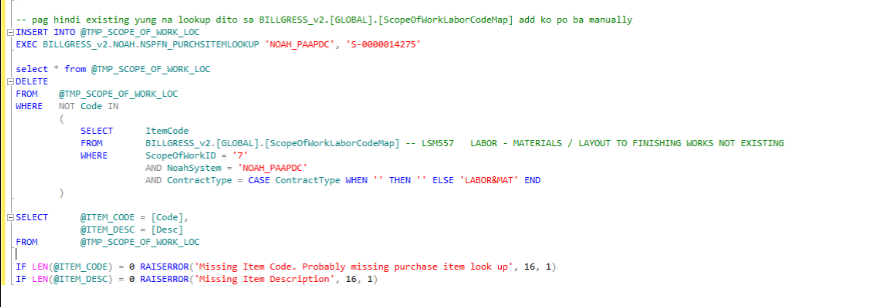 -- pag hindi existing yung na lookup dito sa BILLGRESS_v2.[GLOBAL].[ScopeOfWorkLaborCodeMap] add ko po ba manually
INSERT INTO @TMP_SCOPE_OF_WORK_LOC
EXEC BILLGRESS_v2.NOAH.NSPFN_PURCHSITEMLOOKUP 'NOAH_PAAPDC', 'S-0000014275'
select * from @TMP_SCOPE_OF_WORK_LOC
DELETE
FROM @TMP_SCOPE_OF_WORK_LOC
WHERE NOT Code IN
(
SELECT ItemCode
FROM BILLGRESS_v2.[GLOBAL].[ScopeOfWorkLaborCodeMap] -- LSM557 LABOR - MATERIALS / LAYOUT TO FINISHING WORKS NOT EXISTING
WHERE ScopeOfWorkID = '7'
AND NoahSystem = 'NOAH_PAAPDC'
AND ContractType = CASE ContractType WHEN '' THEN '' ELSE 'LABOR&MAT' END
)
SELECT @ITEM_CODE = [Code],
@ITEM_DESC = [Desc]
FROM @TMP_SCOPE_OF_WORK_LOC
IF LEN(@ITEM_CODE) = 0 RAISERROR('Missing Item Code. Probably missing purchase item look up', 16, 1)
IF LEN(@ITEM_DESC) = 0 RAISERROR('Missing Item Description', 16, 1)